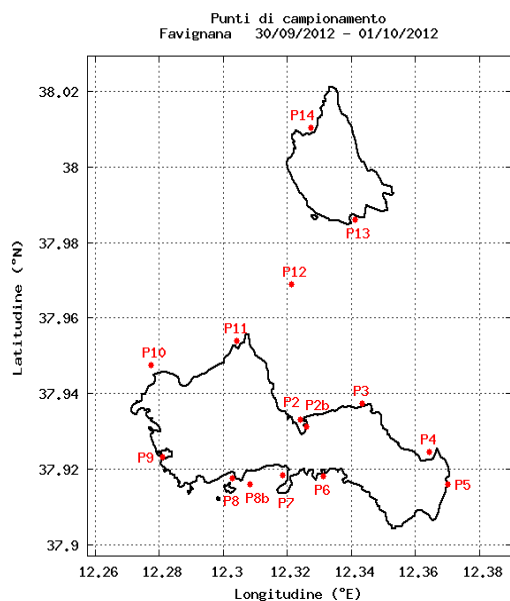 Punti di campionamento
Favignana 30/09/2012 - 01/10/2012
38.02
P14
38
37.98
P13
P12
37.96
P11
P10
37.94
P3
P2
P2b
P4
P9
37.92
P8
P8b
P7
P6
P5
37.9
12.26
12.28
12.3
12.32
12.34
12.36
12.38
Latitudine (°N)
Longitudine (°E)